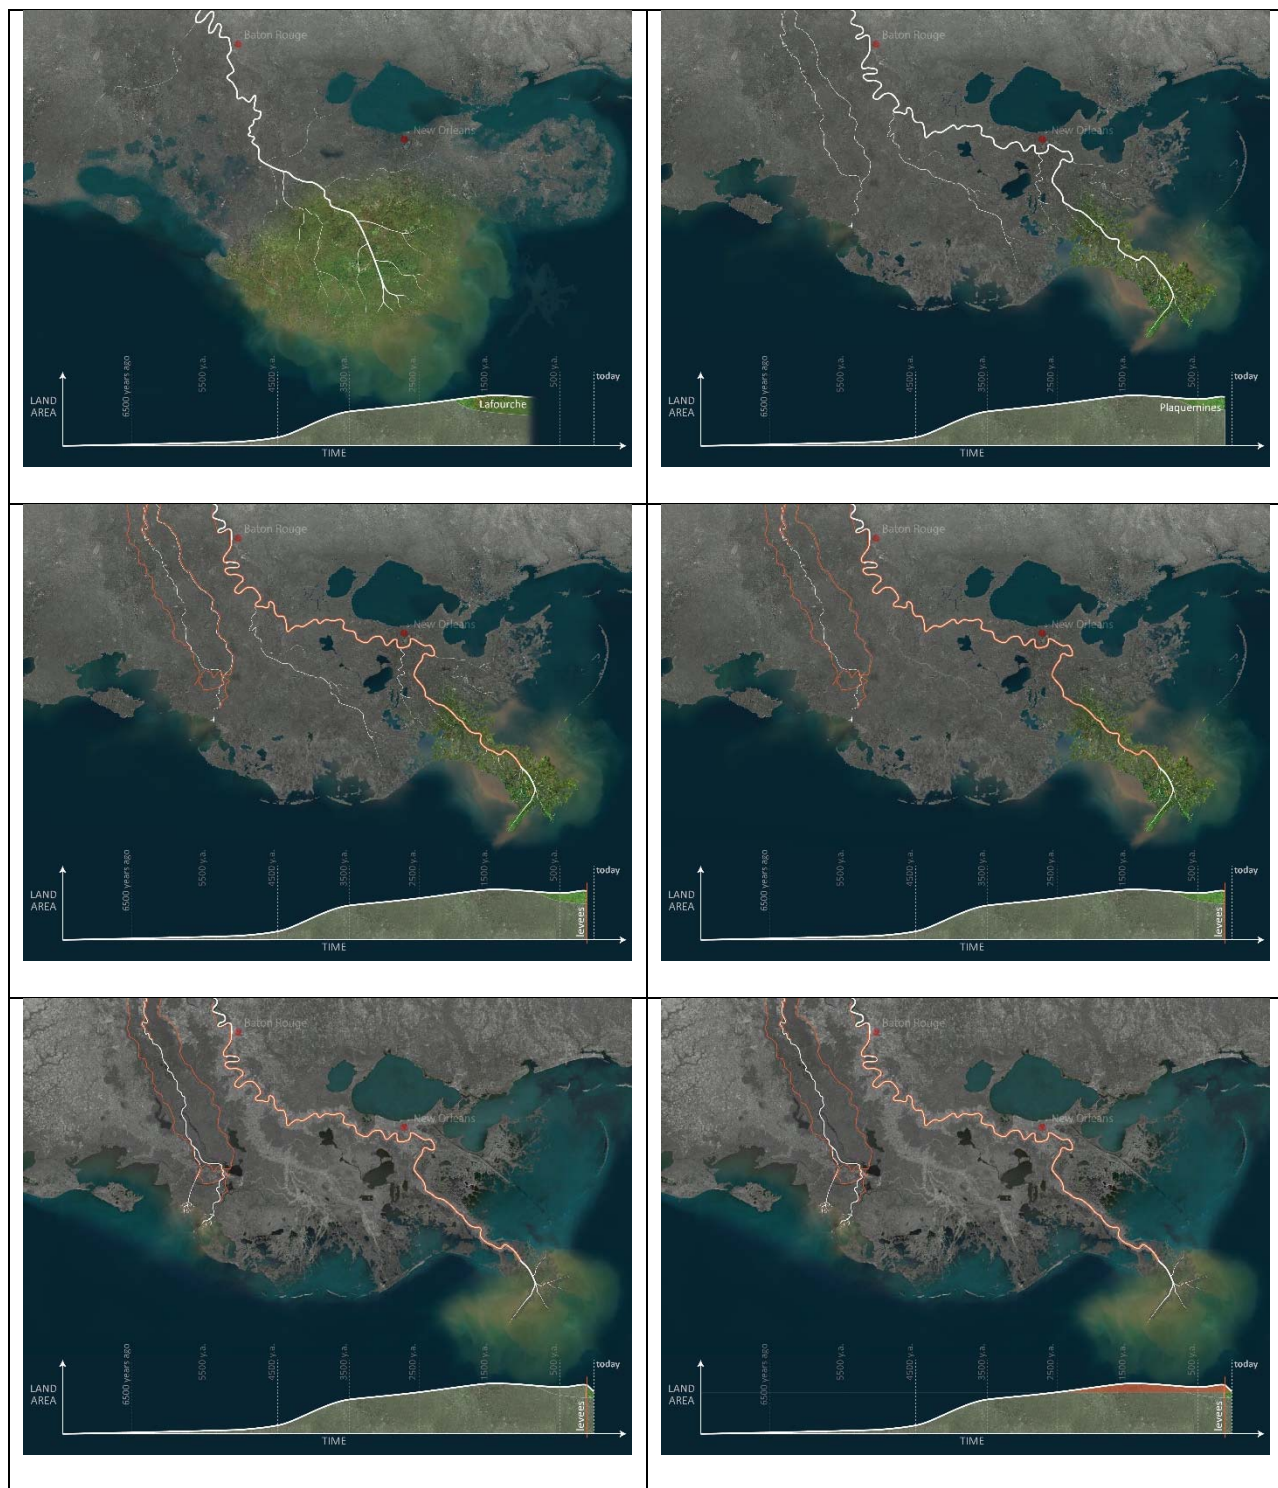 Baton Rouge
New Orleans
LAND
AREA
6500 years ago
5500 y.a.
4500 y.a.
3500 y.a.
2500 y.a.
1500 y.a.
500 y.a.
today
Lafourche
TIME
Baton Rouge
New Orleans
LAND
AREA
6500 years ago
5500 y.a.
4500 y.a.
3500 y.a.
2500 y.a.
1500 y.a.
500 y.a.
today
Plaquemines
TIME
Baton Rouge
New Orleans
LAND
AREA
6500 years ago
5500 y.a.
4500 y.a.
3500 y.a.
2500 y.a.
1500 y.a.
500 y.a.
today
levees
TIME
Baton Rouge
New Orleans
LAND
AREA
6500 years ago
5500 y.a.
4500 y.a.
3500 y.a.
2500 y.a.
1500 y.a.
500 y.a.
today
levees
TIME
Baton Rouge
New Orleans
LAND
AREA
6500 years ago
5500 y.a.
4500 y.a.
3500 y.a.
2500 y.a.
1500 y.a.
500 y.a.
today
levees
TIME
Baton Rouge
New Orleans
LAND
AREA
6500 years ago
5500 y.a.
4500 y.a.
3500 y.a.
2500 y.a.
1500 y.a.
500 y.a.
today
levees
TIME